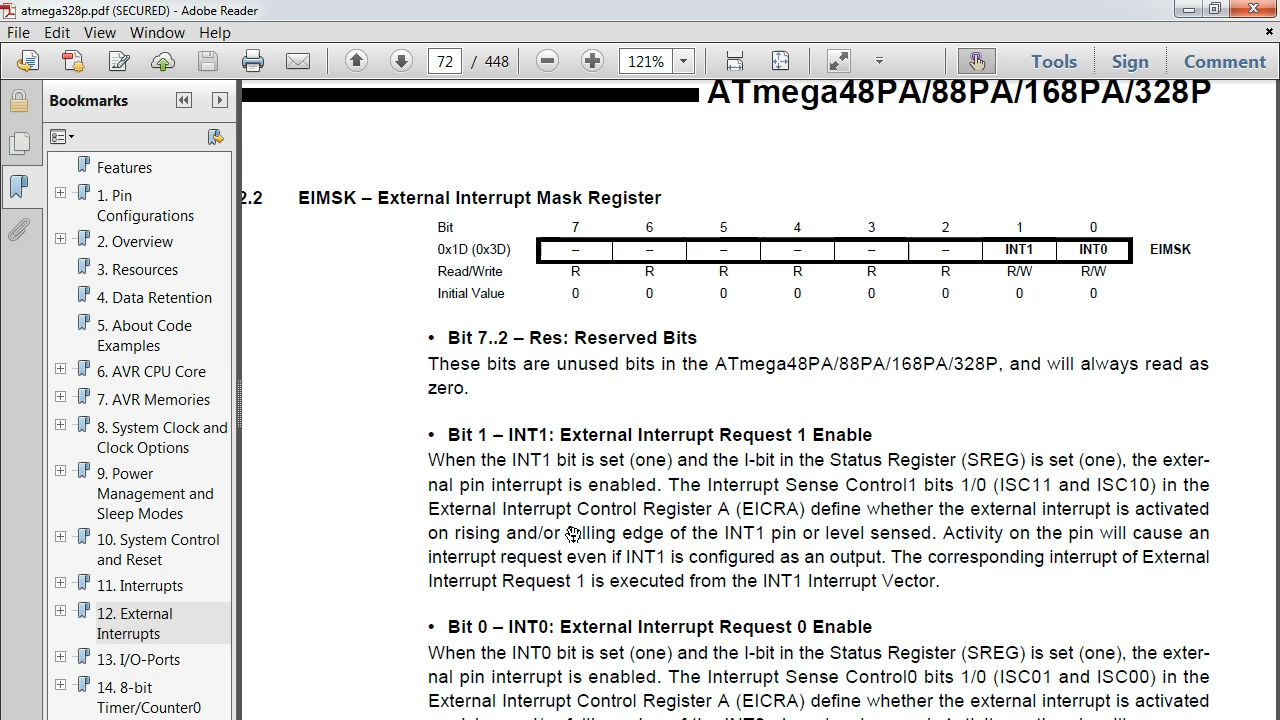 atmega328p.pdf (SECURED) - Adobe Reader
File Edit View Window Help
72 / 448 121% Tools Sign Comment
Bookmarks
Features
1. Pin
Configurations
2. Overview
3. Resources
4. Data Retention
5. About Code
Examples
6. AVR CPU Core
7. AVR Memories
8. System Clock and
Clock Options
9. Power
Management and
Sleep Modes
10. System Control
and Reset
11. Interrupts
12. External
Interrupts
13. I/O-Ports
14. 8-bit
Timer/Counter0
ATmega48PA/88PA/168PA/328P
2.2 EIMSK – External Interrupt Mask Register
Bit 7 6 5 4 3 2 1 0
0x1D (0x3D) – – – – – – INT1 INT0 EIMSK
Read/Write R R R R R R R/W R/W
Initial Value 0 0 0 0 0 0 0 0
• Bit 7..2 – Res: Reserved Bits
These bits are unused bits in the ATmega48PA/88PA/168PA/328P, and will always read as
zero.
• Bit 1 – INT1: External Interrupt Request 1 Enable
When the INT1 bit is set (one) and the I-bit in the Status Register (SREG) is set (one), the exter-
nal pin interrupt is enabled. The Interrupt Sense Control1 bits 1/0 (ISC11 and ISC10) in the
External Interrupt Control Register A (EICRA) define whether the external interrupt is activated
on rising and/or falling edge of the INT1 pin or level sensed. Activity on the pin will cause an
interrupt request even if INT1 is configured as an output. The corresponding interrupt of External
Interrupt Request 1 is executed from the INT1 Interrupt Vector.
• Bit 0 – INT0: External Interrupt Request 0 Enable
When the INT0 bit is set (one) and the I-bit in the Status Register (SREG) is set (one), the exter-
nal pin interrupt is enabled. The Interrupt Sense Control0 bits 1/0 (ISC01 and ISC00) in the
External Interrupt Control Register A (EICRA) define whether the external interrupt is activated